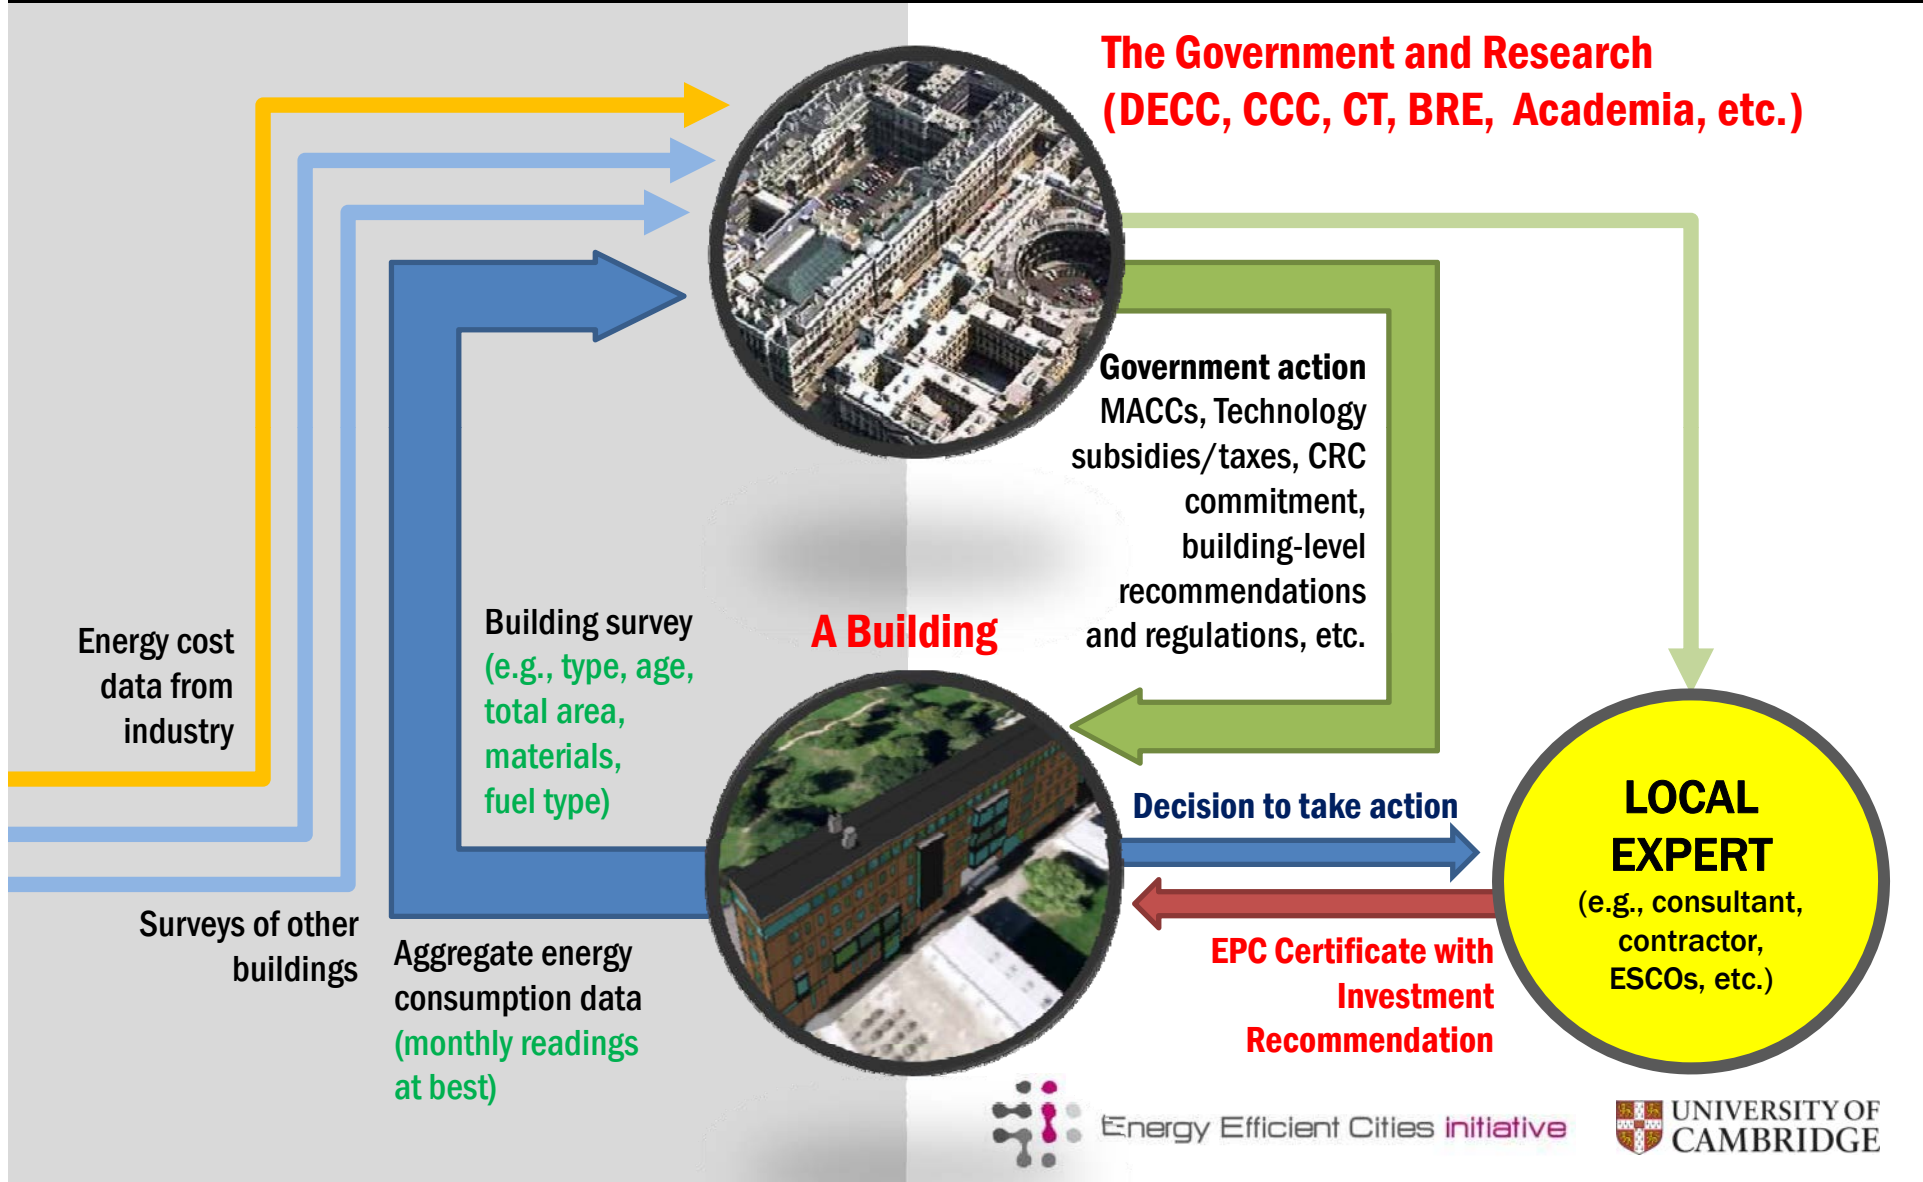 The Government and Research
(DECC, CCC, CT, BRE, Academia, etc.)
Government action
MACCs, Technology
subsidies/taxes, CRC
commitment,
building-level
recommendations
and regulations, etc.
Energy cost
data from
industry
Building survey
(e.g., type, age,
total area,
materials,
fuel type)
A Building
Surveys of other
buildings
Aggregate energy
consumption data
(monthly readings
at best)
Decision to take action
EPC Certificate with
Investment
Recommendation
LOCAL
EXPERT
(e.g., consultant,
contractor,
ESCOs, etc.)
Energy Efficient Cities initiative
UNIVERSITY OF
CAMBRIDGE